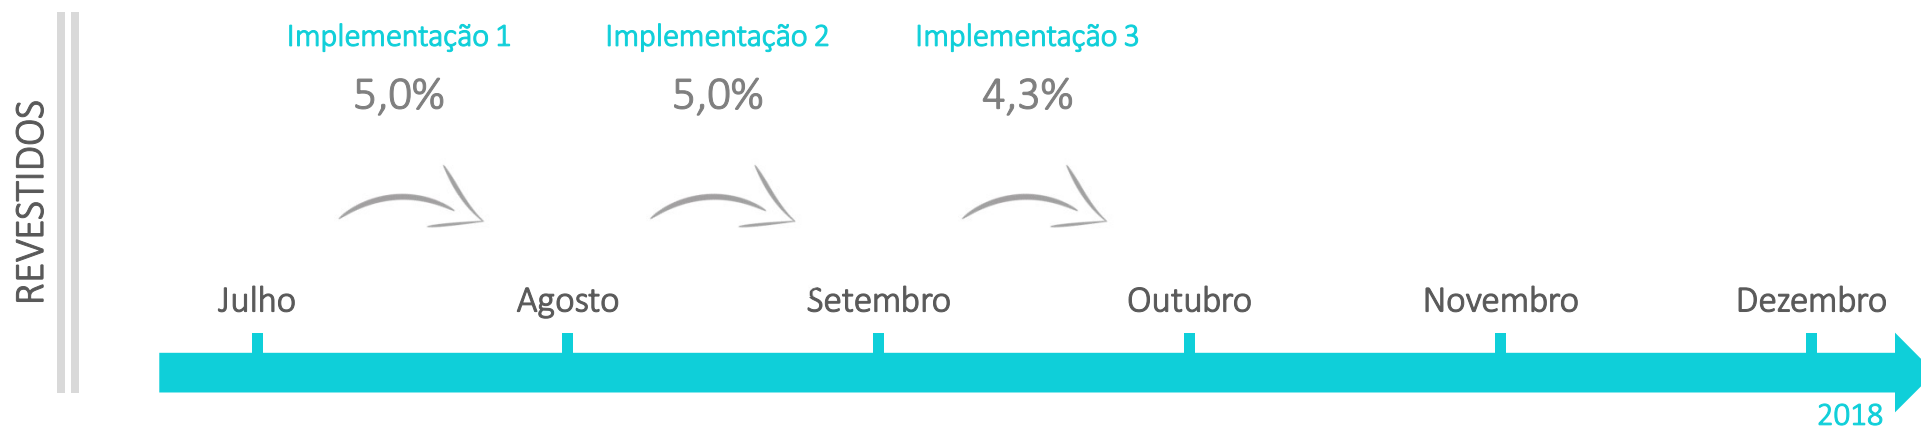 REVESTIDOS
Implementação 1 Implementação 2 Implementação 3
5,0% 5,0% 4,3%
Julho Agosto Setembro Outubro Novembro Dezembro
2018